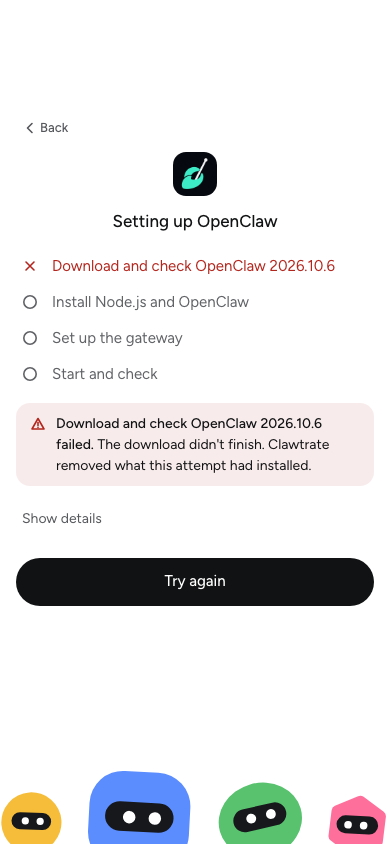 Back
Setting up OpenClaw
Download and check OpenClaw 2026.10.6
Install Node.js and OpenClaw
Set up the gateway
Start and check
Download and check OpenClaw 2026.10.6
failed. The download didn't finish. Clawtrate
removed what this attempt had installed.
Show details
Try again